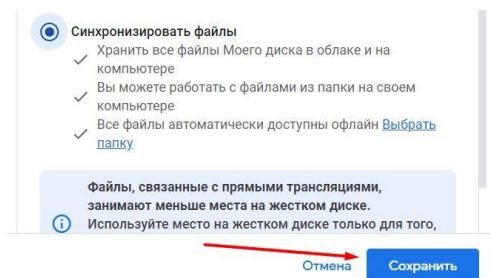 Синхронизировать файлы
Хранить все файлы Моего диска в облаке и на
компьютере
Вы можете работать с файлами из папки на своем
компьютере
Все файлы автоматически доступны офлайн Выбрать
папку
Файлы, связанные с прямыми трансляциями,
занимают меньше места на жестком диске.
Используйте место на жестком диске только для того,
Отмена Сохранить